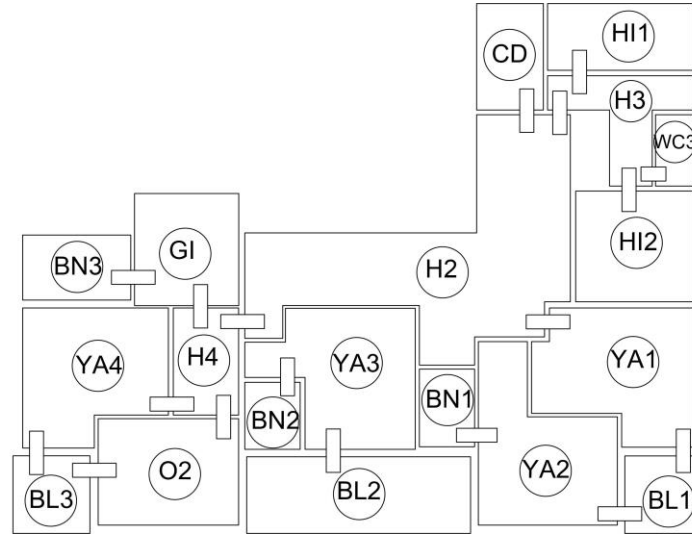 HI1
CD
H3
WC3
HI2
GI
BN3
H2
H4
YA4
YA3
YA1
BN1
BN2
O2
YA2
BL3
BL2
BL1